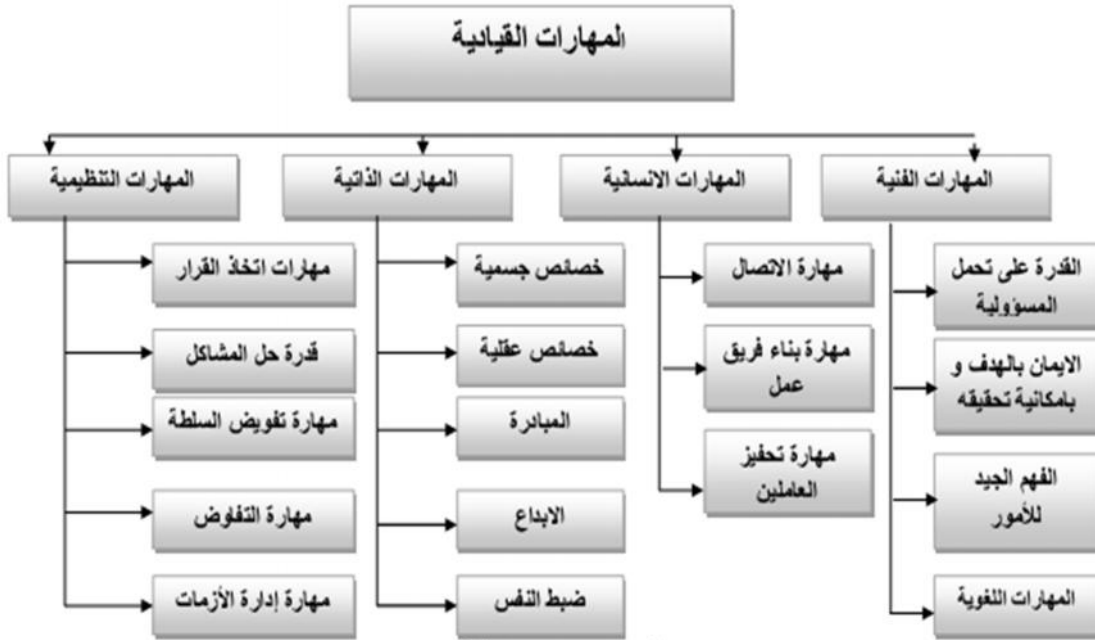 المهارات القيادية
المهارات الفنية
المهارات الانسانية
المهارات الذاتية
المهارات التنظيمية
القدرة على تحمل
المسؤولية
الايمان بالهدف و
بامكانية تحقيقه
الفهم الجيد
للأمور
المهارات اللغوية
مهارة الاتصال
مهارة بناء فريق
عمل
مهارة تحفيز
العاملين
خصائص جسمية
خصائص عقلية
المبادرة
الابداع
ضبط النفس
مهارات اتخاذ القرار
قدرة حل المشاكل
مهارة تفويض السلطة
مهارة التفاوض
مهارة إدارة الأزمات